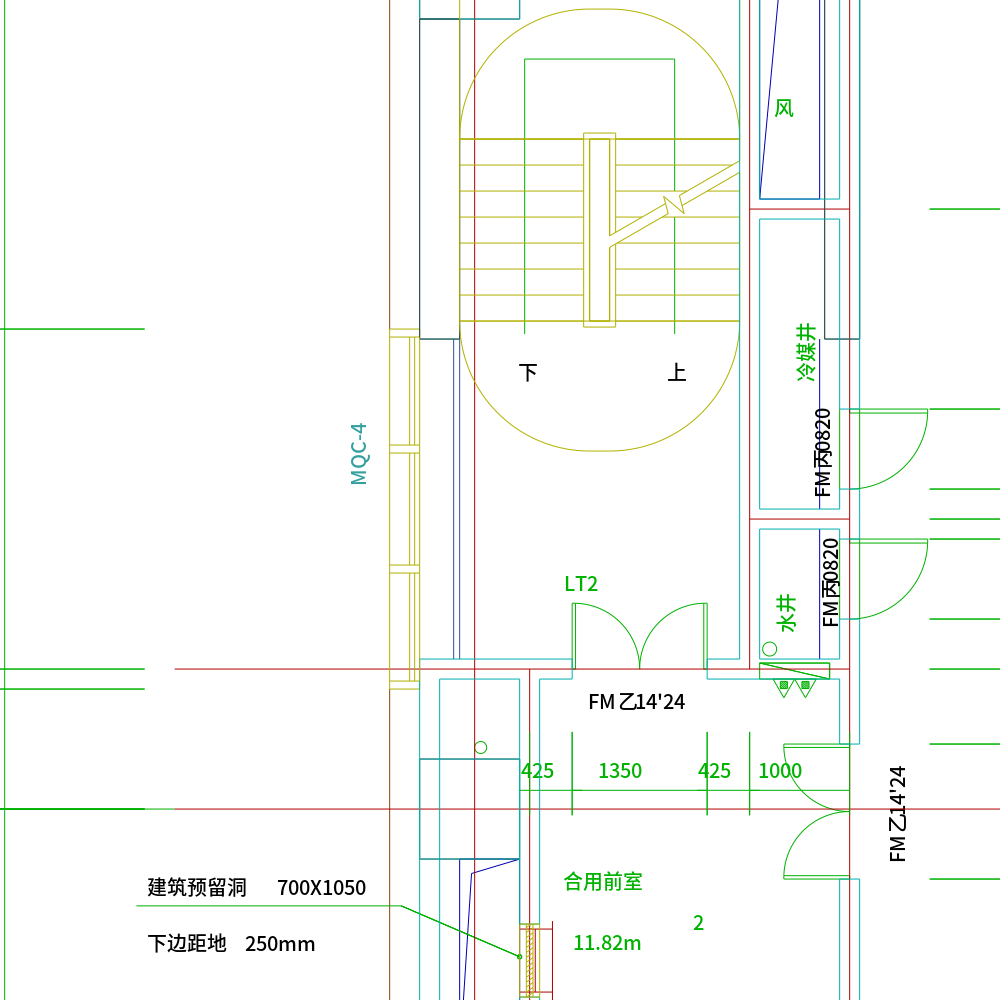 风
冷媒井
下 上
FM丙0820
MQC-4
FM丙0820
LT2
水井
FM乙14'24
425 1350 425 1000
FM乙14'24
合用前室
建筑预留洞 700X1050
2
11.82m
下边距地 250mm